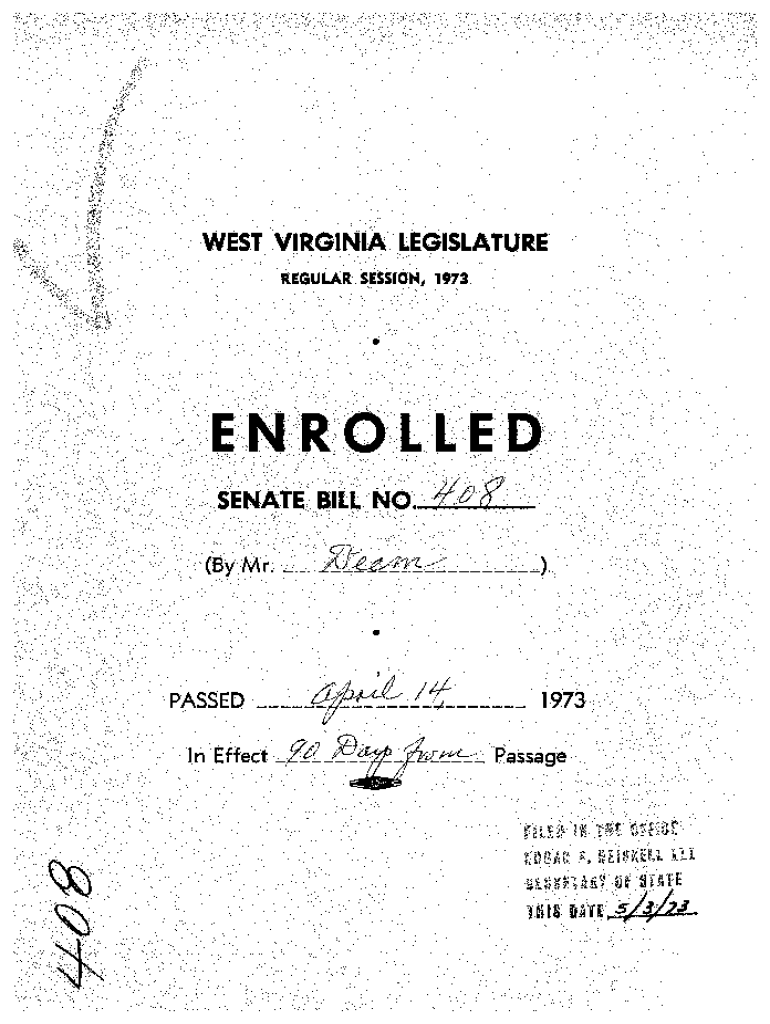 WEST VIRGINIA LEGISLATURE
REGULAR SESSION, 1973
ENROLLED
SENATE BILL NO. 408
(By Mr. Deem)
PASSED April 14, 1973
In Effect 90 Days from Passage
FILED IN THE OFFICE
EDGAR F. HEISKELL III
SECRETARY OF STATE
THIS DATE 5/3/73
408